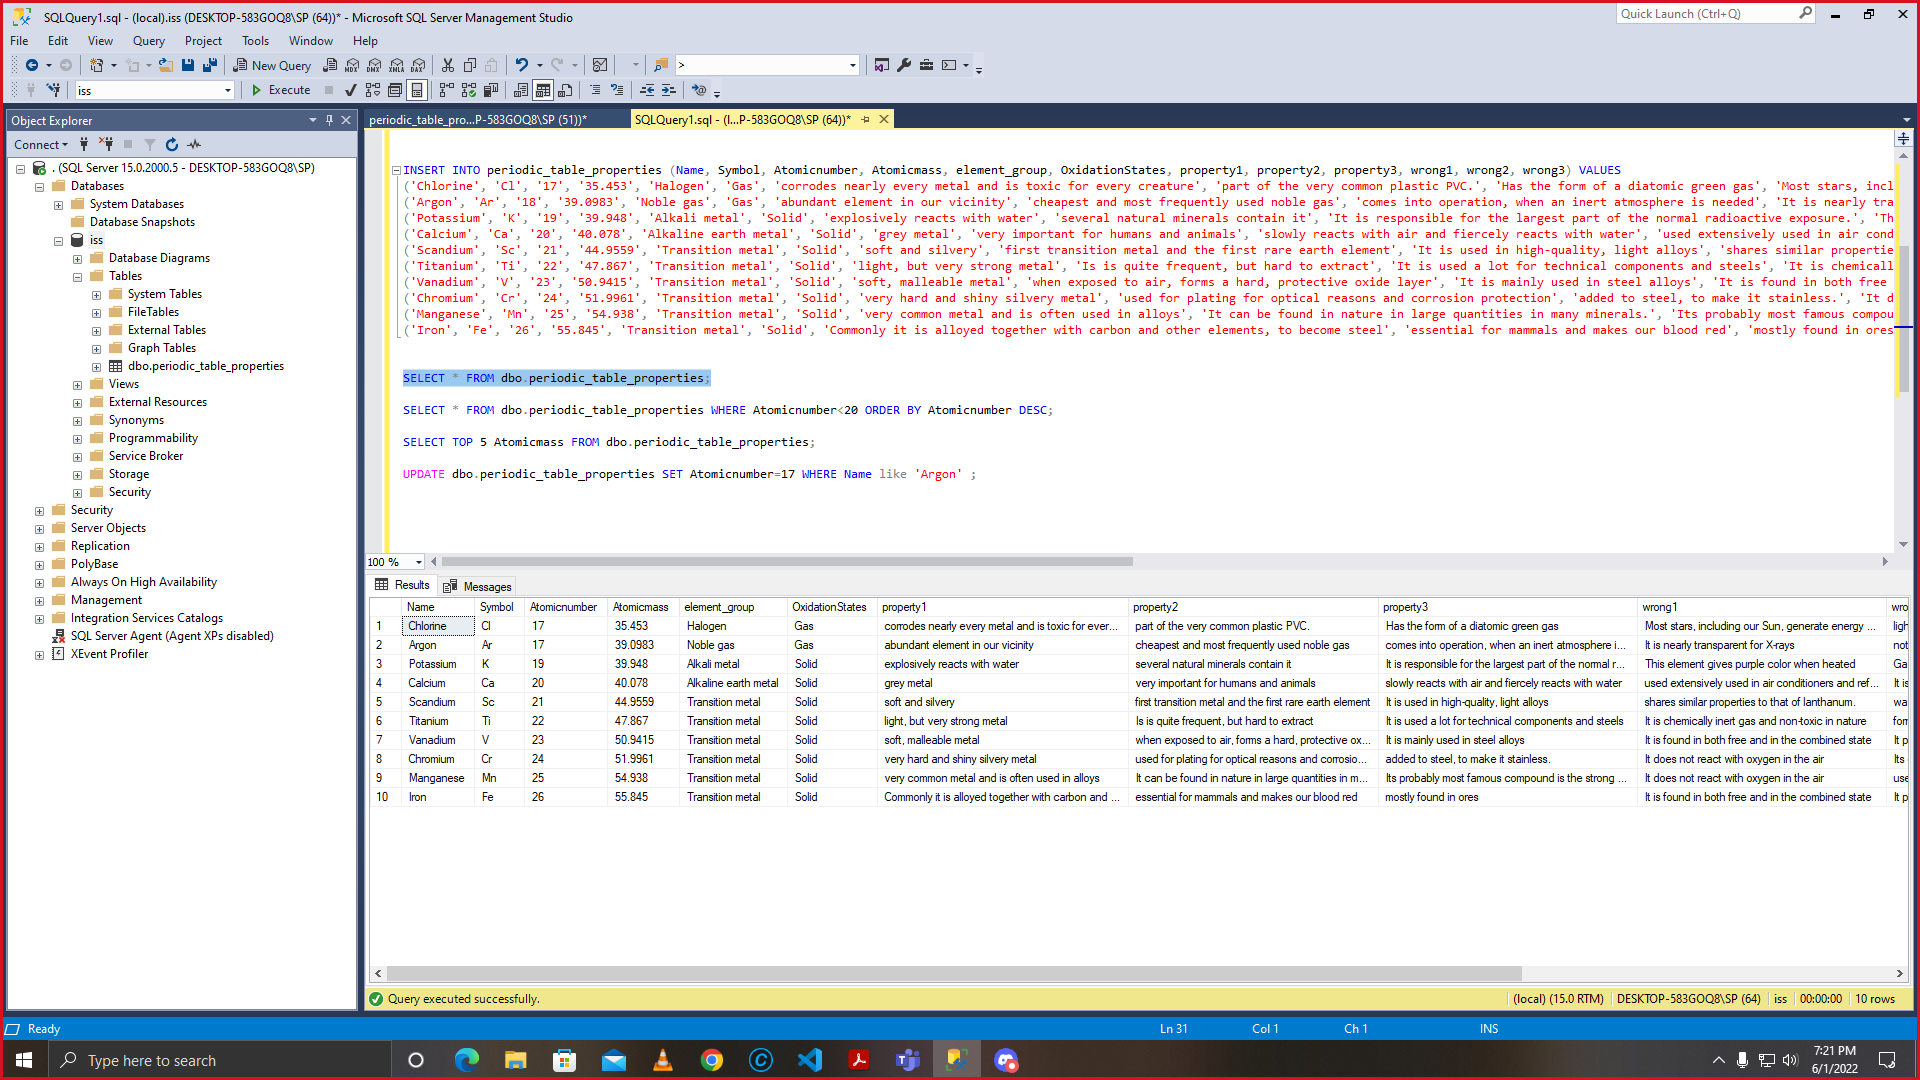 SQLQuery1.sql - (local).iss (DESKTOP-583GOQ8\SP (64))* - Microsoft SQL Server Management Studio
Quick Launch (Ctrl+Q)
File Edit View Query Project Tools Window Help
New Query MDX DMX XMLA DAX >
iss Execute
Object Explorer
Connect
. (SQL Server 15.0.2000.5 - DESKTOP-583GOQ8\SP)
Databases
System Databases
Database Snapshots
iss
Database Diagrams
Tables
System Tables
FileTables
External Tables
Graph Tables
dbo.periodic_table_properties
Views
External Resources
Synonyms
Programmability
Service Broker
Storage
Security
Security
Server Objects
Replication
PolyBase
Always On High Availability
Management
Integration Services Catalogs
SQL Server Agent (Agent XPs disabled)
XEvent Profiler
periodic_table_pro...P-583GOQ8\SP (51))* SQLQuery1.sql - (l...P-583GOQ8\SP (64))*
INSERT INTO periodic_table_properties (Name, Symbol, Atomicnumber, Atomicmass, element_group, OxidationStates, property1, property2, property3, wrong1, wrong2, wrong3) VALUES
('Chlorine', 'Cl', '17', '35.453', 'Halogen', 'Gas', 'corrodes nearly every metal and is toxic for every creature', 'part of the very common plastic PVC.', 'Has the form of a diatomic green gas', 'Most stars, incl
('Argon', 'Ar', '18', '39.0983', 'Noble gas', 'Gas', 'abundant element in our vicinity', 'cheapest and most frequently used noble gas', 'comes into operation, when an inert atmosphere is needed', 'It is nearly tra
('Potassium', 'K', '19', '39.948', 'Alkali metal', 'Solid', 'explosively reacts with water', 'several natural minerals contain it', 'It is responsible for the largest part of the normal radioactive exposure.', 'Th
('Calcium', 'Ca', '20', '40.078', 'Alkaline earth metal', 'Solid', 'grey metal', 'very important for humans and animals', 'slowly reacts with air and fiercely reacts with water', 'used extensively used in air cond
('Scandium', 'Sc', '21', '44.9559', 'Transition metal', 'Solid', 'soft and silvery', 'first transition metal and the first rare earth element', 'It is used in high-quality, light alloys', 'shares similar propertie
('Titanium', 'Ti', '22', '47.867', 'Transition metal', 'Solid', 'light, but very strong metal', 'Is is quite frequent, but hard to extract', 'It is used a lot for technical components and steels', 'It is chemicall
('Vanadium', 'V', '23', '50.9415', 'Transition metal', 'Solid', 'soft, malleable metal', 'when exposed to air, forms a hard, protective oxide layer', 'It is mainly used in steel alloys', 'It is found in both free
('Chromium', 'Cr', '24', '51.9961', 'Transition metal', 'Solid', 'very hard and shiny silvery metal', 'used for plating for optical reasons and corrosion protection', 'added to steel, to make it stainless.', 'It d
('Manganese', 'Mn', '25', '54.938', 'Transition metal', 'Solid', 'very common metal and is often used in alloys', 'It can be found in nature in large quantities in many minerals.', 'Its probably most famous compou
('Iron', 'Fe', '26', '55.845', 'Transition metal', 'Solid', 'Commonly it is alloyed together with carbon and other elements, to become steel', 'essential for mammals and makes our blood red', 'mostly found in ores
SELECT * FROM dbo.periodic_table_properties;
SELECT * FROM dbo.periodic_table_properties WHERE Atomicnumber<20 ORDER BY Atomicnumber DESC;
SELECT TOP 5 Atomicmass FROM dbo.periodic_table_properties;
UPDATE dbo.periodic_table_properties SET Atomicnumber=17 WHERE Name like 'Argon' ;
100 %
Results Messages
Name Symbol Atomicnumber Atomicmass element_group OxidationStates property1 property2 property3 wrong1 wro
1 Chlorine Cl 17 35.453 Halogen Gas corrodes nearly every metal and is toxic for ever... part of the very common plastic PVC. Has the form of a diatomic green gas Most stars, including our Sun, generate energy ... ligh
2 Argon Ar 17 39.0983 Noble gas Gas abundant element in our vicinity cheapest and most frequently used noble gas comes into operation, when an inert atmosphere i... It is nearly transparent for X-rays not
3 Potassium K 19 39.948 Alkali metal Solid explosively reacts with water several natural minerals contain it It is responsible for the largest part of the normal r... This element gives purple color when heated Ga
4 Calcium Ca 20 40.078 Alkaline earth metal Solid grey metal very important for humans and animals slowly reacts with air and fiercely reacts with water used extensively used in air conditioners and ref... It is
5 Scandium Sc 21 44.9559 Transition metal Solid soft and silvery first transition metal and the first rare earth element It is used in high-quality, light alloys shares similar properties to that of lanthanum. wa
6 Titanium Ti 22 47.867 Transition metal Solid light, but very strong metal Is is quite frequent, but hard to extract It is used a lot for technical components and steels It is chemically inert gas and non-toxic in nature fom
7 Vanadium V 23 50.9415 Transition metal Solid soft, malleable metal when exposed to air, forms a hard, protective ox... It is mainly used in steel alloys It is found in both free and in the combined state It p
8 Chromium Cr 24 51.9961 Transition metal Solid very hard and shiny silvery metal used for plating for optical reasons and corrosio... added to steel, to make it stainless. It does not react with oxygen in the air Its
9 Manganese Mn 25 54.938 Transition metal Solid very common metal and is often used in alloys It can be found in nature in large quantities in m... Its probably most famous compound is the strong ... It does not react with oxygen in the air use
10 Iron Fe 26 55.845 Transition metal Solid Commonly it is alloyed together with carbon and ... essential for mammals and makes our blood red mostly found in ores It is found in both free and in the combined state It p
Query executed successfully. (local) (15.0 RTM) DESKTOP-583GOQ8\SP (64) iss 00:00:00 10 rows
Ready Ln 31 Col 1 Ch 1 INS
Type here to search
7:21 PM
6/1/2022